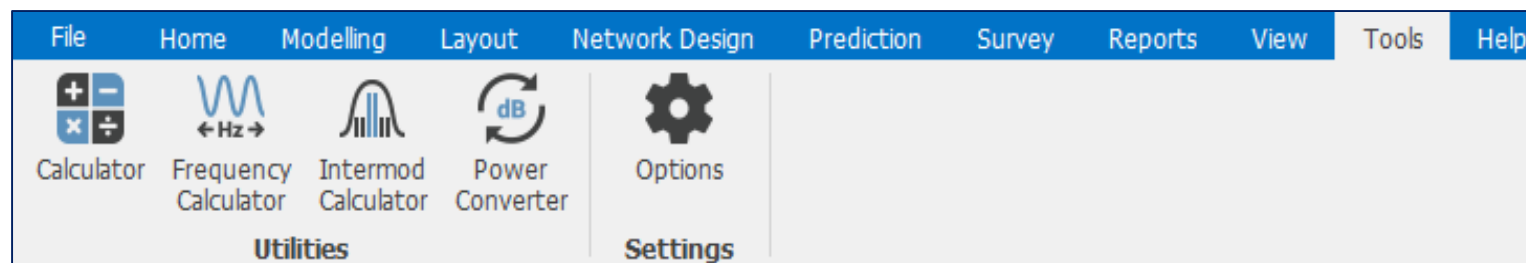 File Home Modelling Layout Network Design Prediction Survey Reports View Tools Help
+ − × ÷ ←Hz→ dB
Calculator Frequency Intermod Power Options
Calculator Calculator Converter
Utilities Settings